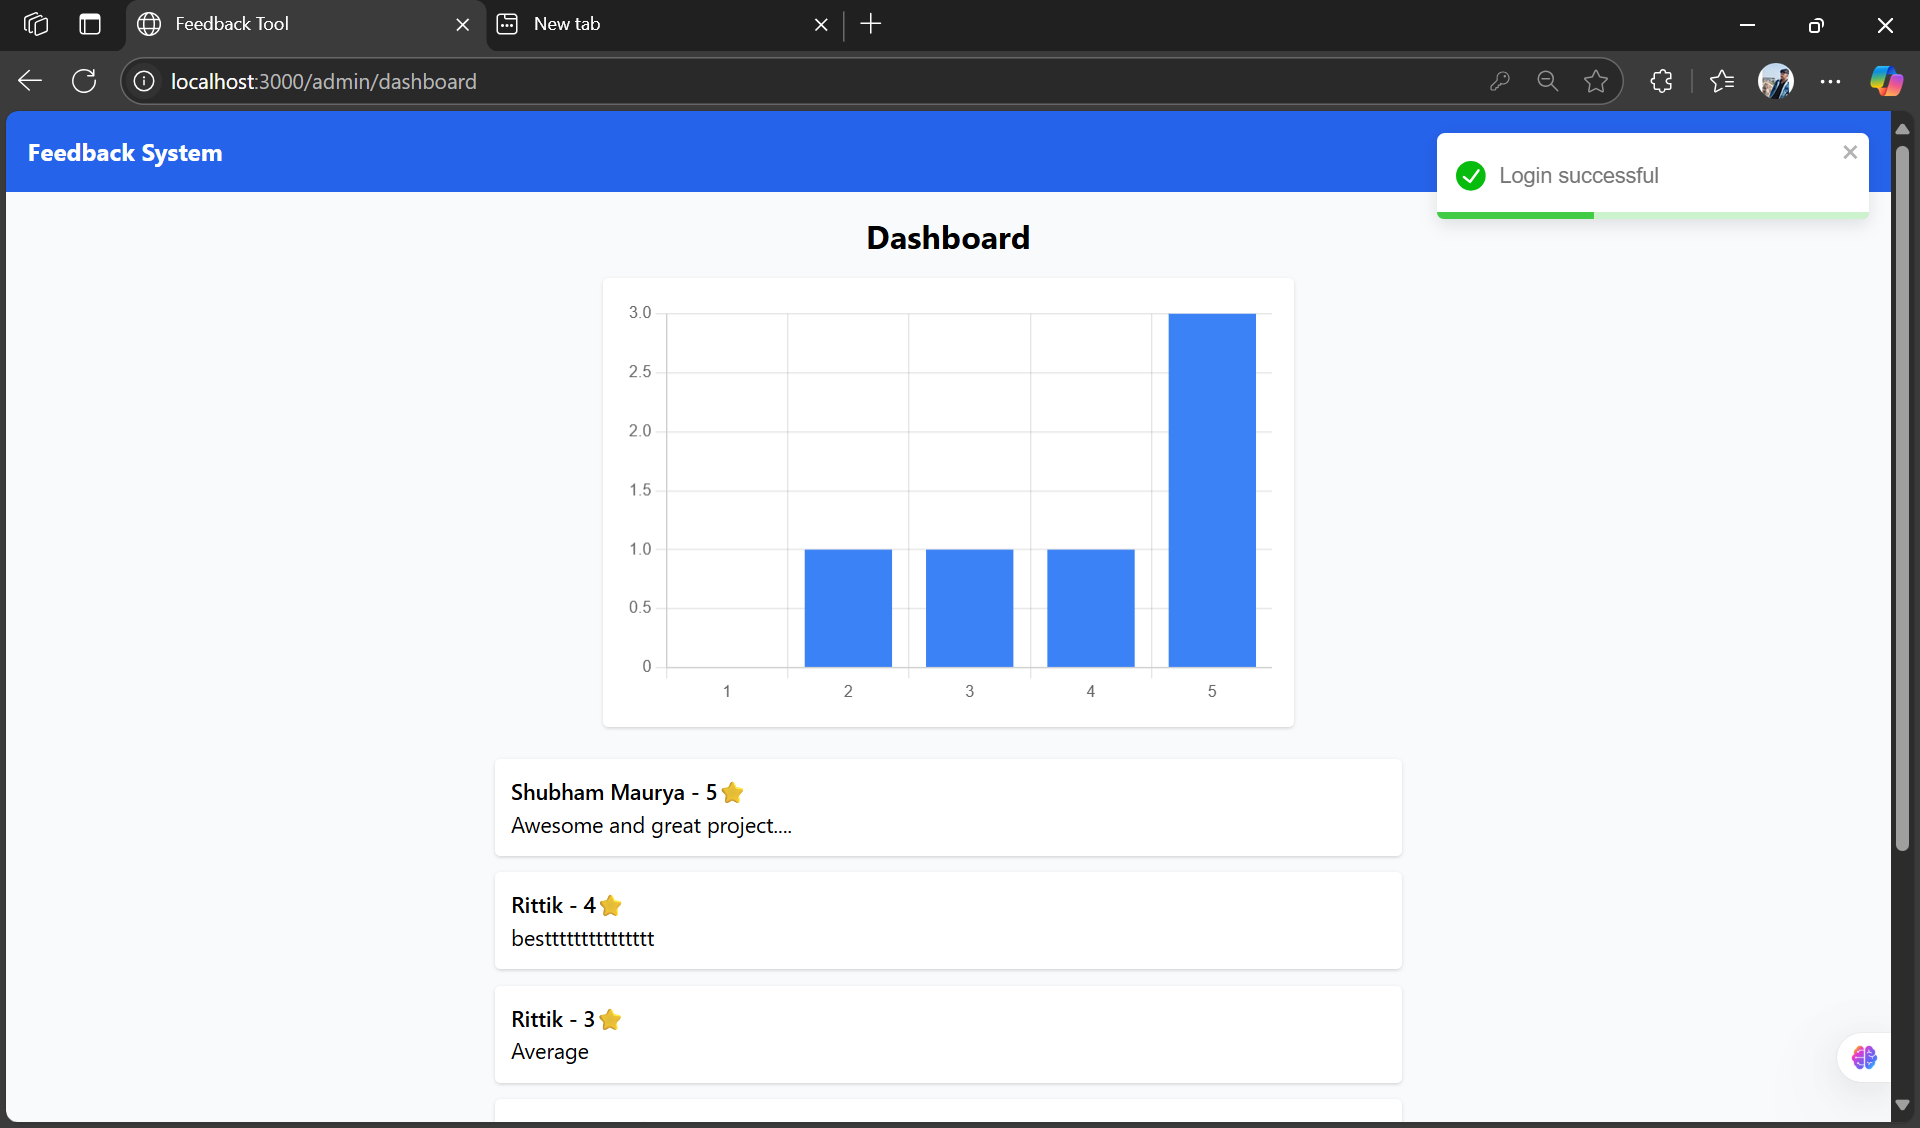 Feedback Tool
New tab
localhost:3000/admin/dashboard
Feedback System
Login successful
Dashboard
3.0
2.5
2.0
1.5
1.0
0.5
0
1 2 3 4 5
Shubham Maurya - 5⭐
Awesome and great project....
Rittik - 4⭐
besttttttttttttttt
Rittik - 3⭐
Average